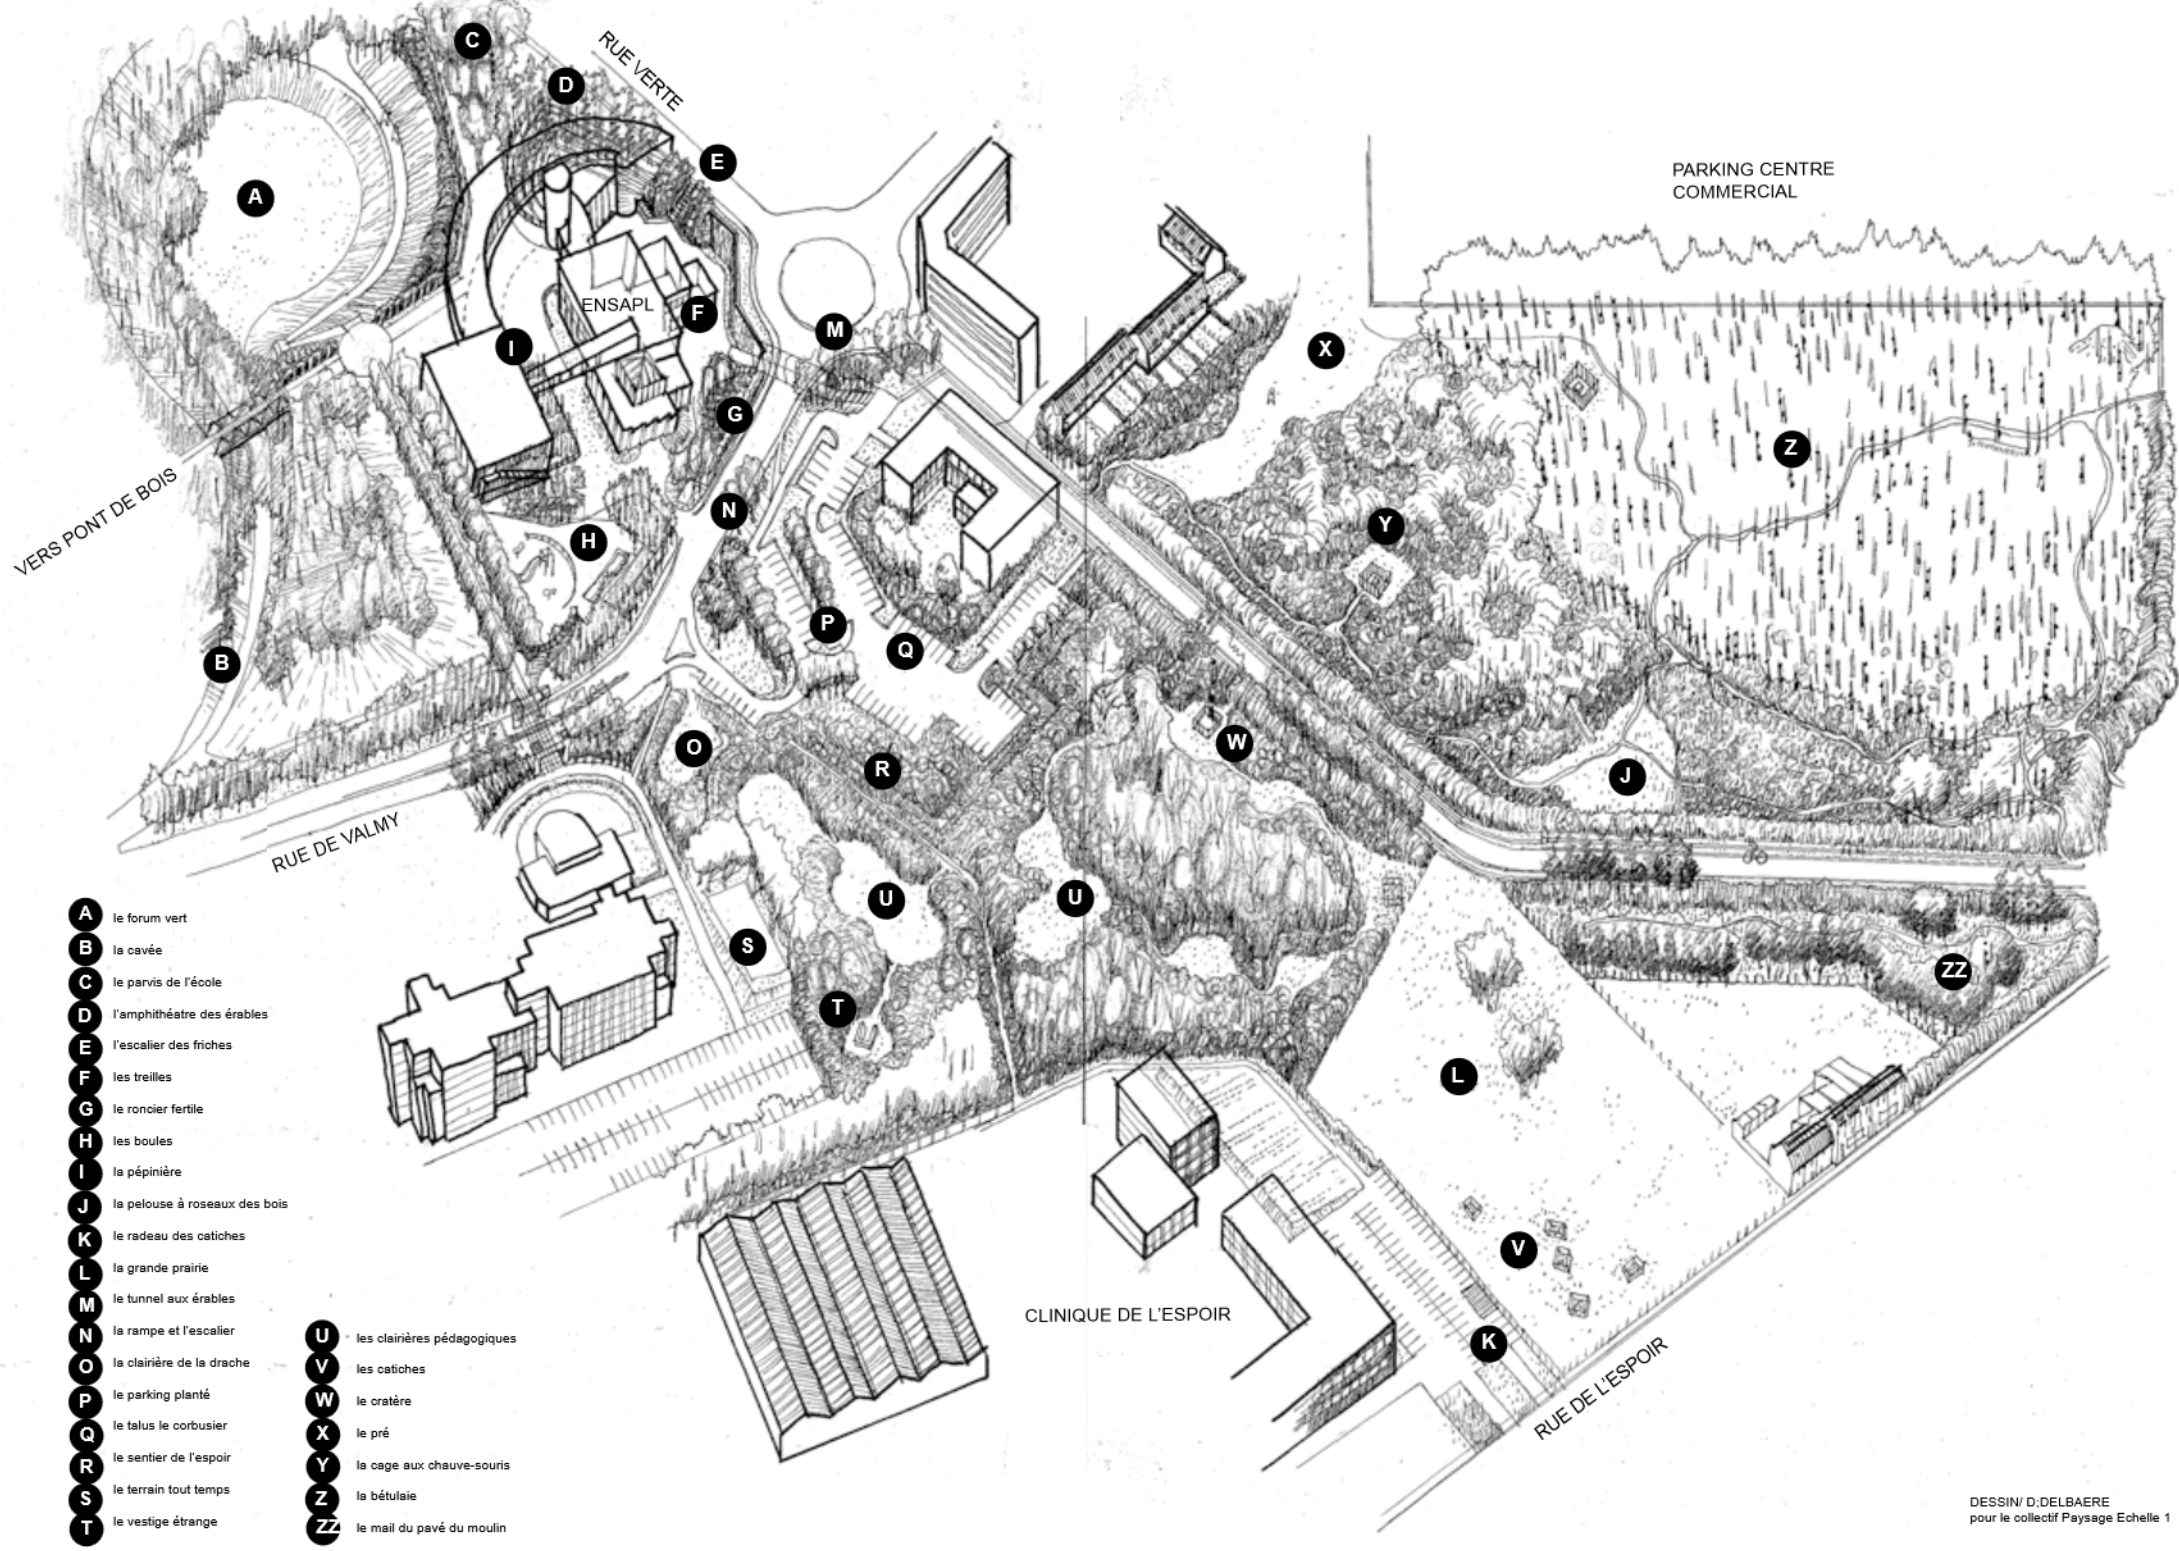 C
RUE VERTE
D
E
A
PARKING CENTRE
COMMERCIAL
ENSAPL
F
M
I
X
G
Z
VERS PONT DE BOIS
N
H
Y
P
Q
B
O
W
R
J
RUE DE VALMY
U
U
S
ZZ
T
L
V
CLINIQUE DE L'ESPOIR
K
RUE DE L'ESPOIR
A le forum vert
B la cavée
C le parvis de l'école
D l'amphithéatre des érables
E l'escalier des friches
F les treilles
G le roncier fertile
H les boules
I la pépinière
J la pelouse à roseaux des bois
K le radeau des catiches
L la grande prairie
M le tunnel aux érables
N la rampe et l'escalier
O la clairière de la drache
P le parking planté
Q le talus le corbusier
R le sentier de l'espoir
S le terrain tout temps
T le vestige étrange
U les clairières pédagogiques
V les catiches
W le cratère
X le pré
Y la cage aux chauve-souris
Z la bétulaie
ZZ le mail du pavé du moulin
DESSIN/ D;DELBAERE
pour le collectif Paysage Echelle 1